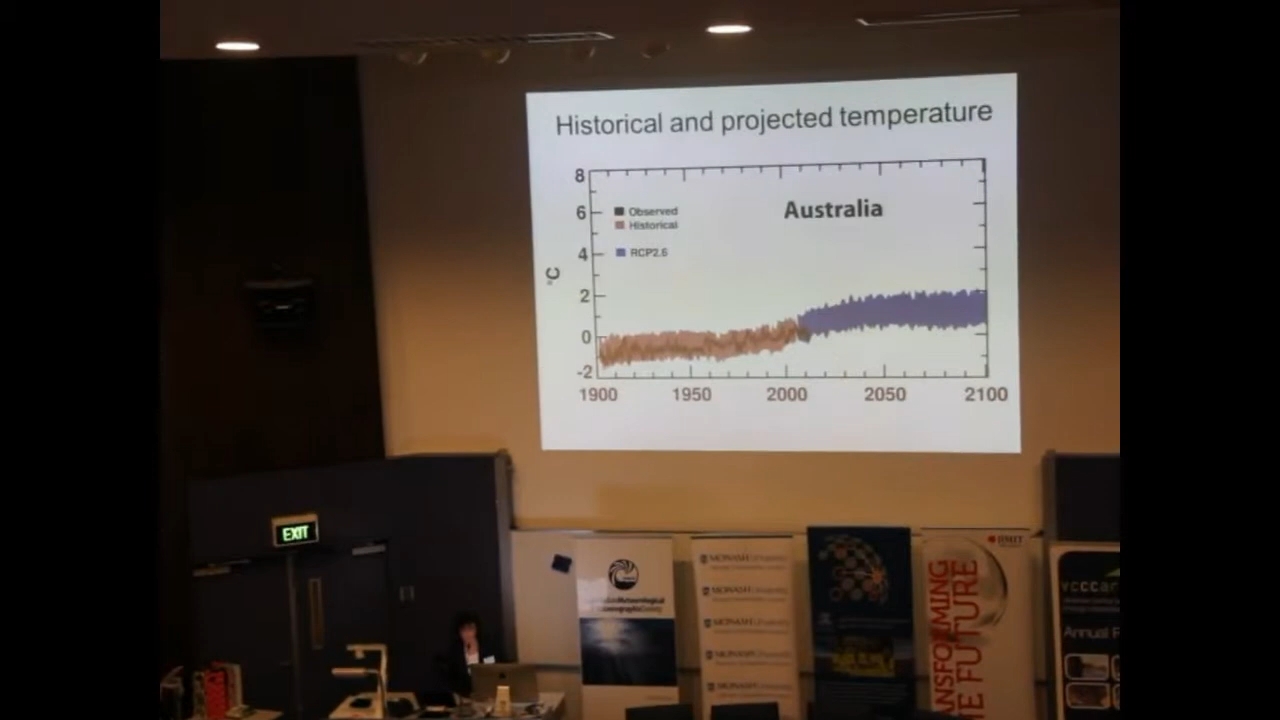 Historical and projected temperature
8
6
4
2
0
-2
°C
Observed
Historical
RCP2.6
Australia
1900 1950 2000 2050 2100
EXIT
MONASH University
MONASH University
MONASH University
MONASH University
MONASH University
RMIT
ANSFORMING
E FUTURE
vcccar
Annual F